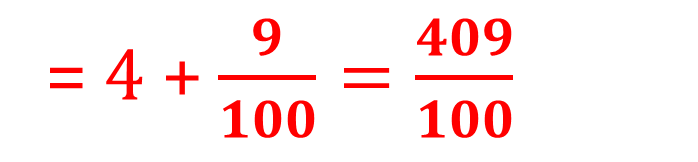 = 4 + 9/100 = 409/100